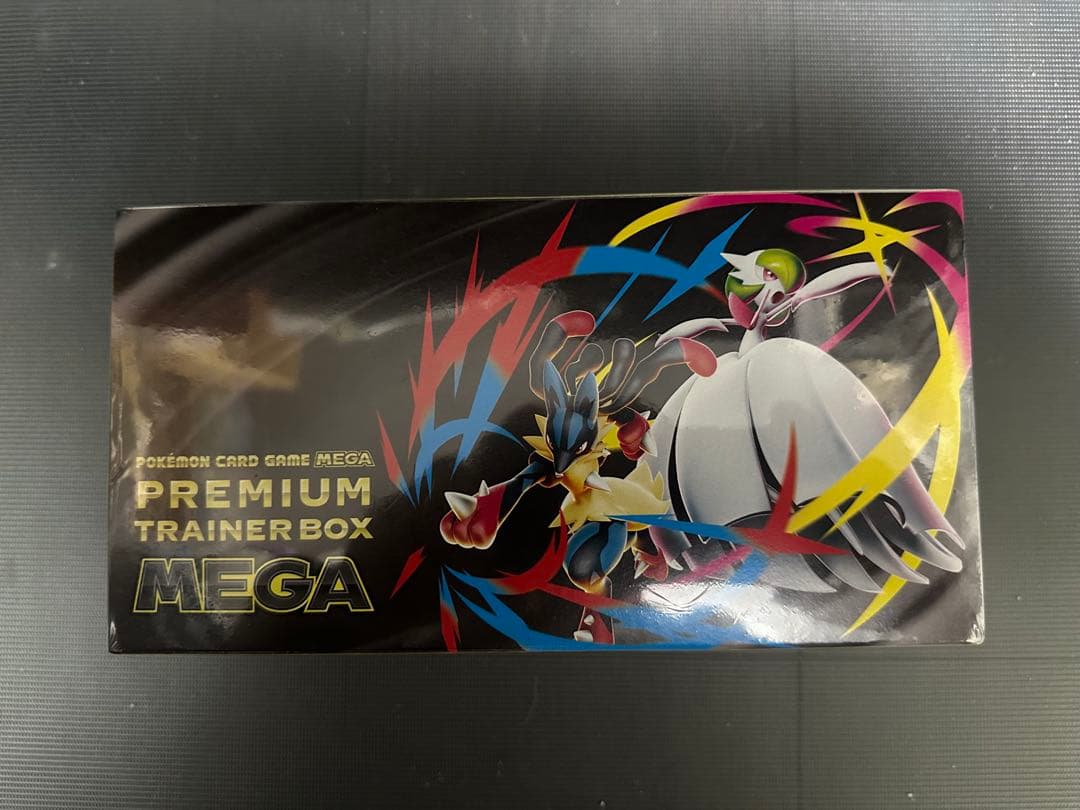 POKÉMON CARD GAME MEGA
PREMIUM
TRAINER BOX
MEGA